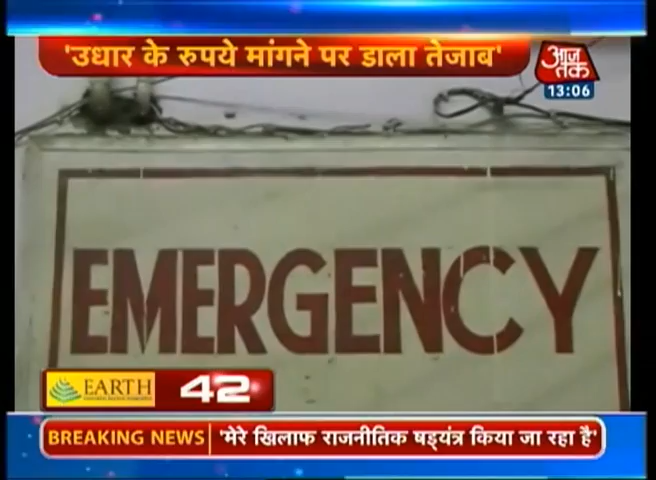 'उधार के रुपये मांगने पर डाला तेजाब'
आज तक
13:06
EMERGENCY
EARTH
42
BREAKING NEWS 'मेरे खिलाफ राजनीतिक षड्यंत्र किया जा रहा है'